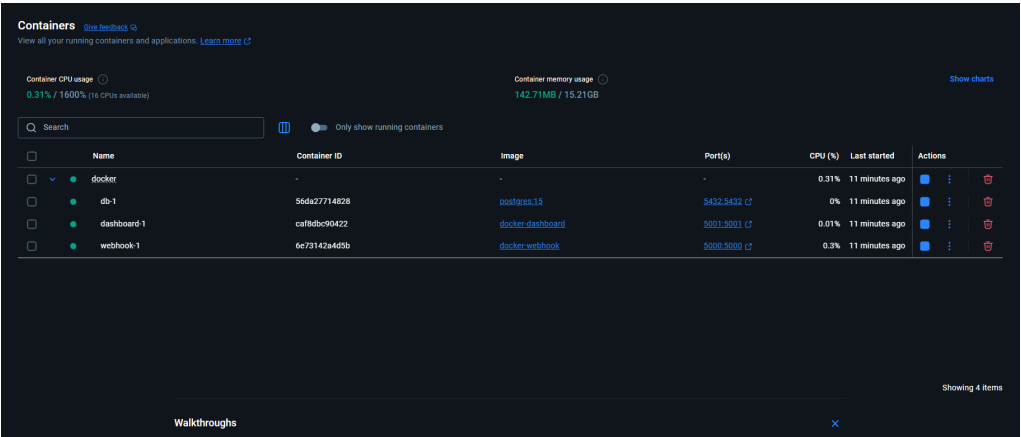 Containers Give feedback
View all your running containers and applications. Learn more
Container CPU usage
0.31% / 1600% (16 CPUs available)
Container memory usage
142.71MB / 15.21GB
Show charts
Search
Only show running containers
Name Container ID Image Port(s) CPU (%) Last started Actions
docker - - - 0.31% 11 minutes ago
db-1 56da27714828 postgres:15 5432:5432 0% 11 minutes ago
dashboard-1 caf8dbc90422 docker-dashboard 5001:5001 0.01% 11 minutes ago
webhook-1 6e73142a4d5b docker-webhook 5000:5000 0.3% 11 minutes ago
Showing 4 items
Walkthroughs